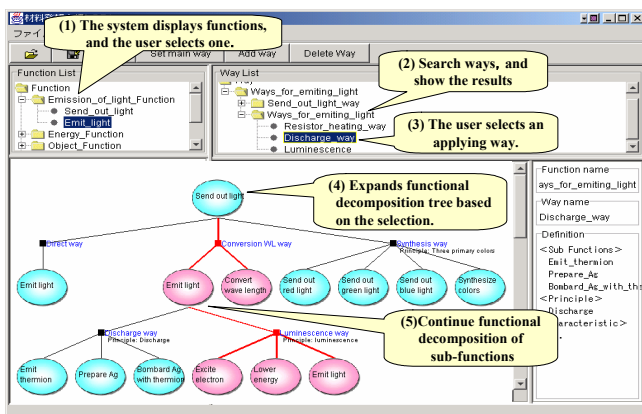 (1) The system displays functions,
and the user selects one.
ファイ
Set main way
Add way
Delete Way
Function List
Function
Emission_of_light_Function
Send_out_light
Emit_light
Energy_Function
Object_Function
Way List
Ways_for_emiting_light
Send_out_light_way
Ways_for_emiting_light
Resistor_heating_way
Discharge_way
Luminescence
(2) Search ways, and
show the results
(3) The user selects an
applying way.
(4) Expands functional
decomposition tree based
on the selection.
Send out light
Direct way
Conversion WL way
Synthesis way
Principle: Three primary colors
Emit light
Emit light
Convert
wave length
Send out
red light
Send out
green light
Send out
blue light
Synthesize
colors
(5)Continue functional
decomposition of
sub-functions
Discharge way
Principle: Discharge
Luminescence way
Principle: luminescence
Emit
thermion
Prepare Ag
Bombard Ag
with thermion
Excite
electron
Lower
energy
Emit light
Function name
ays_for_emiting_light
Way name
Discharge_way
Definition
<Sub Functions>
Emit_thermion
Prepare_Ag
Bombard_Ag_with_the
<Principle>
Discharge
haracteristic>